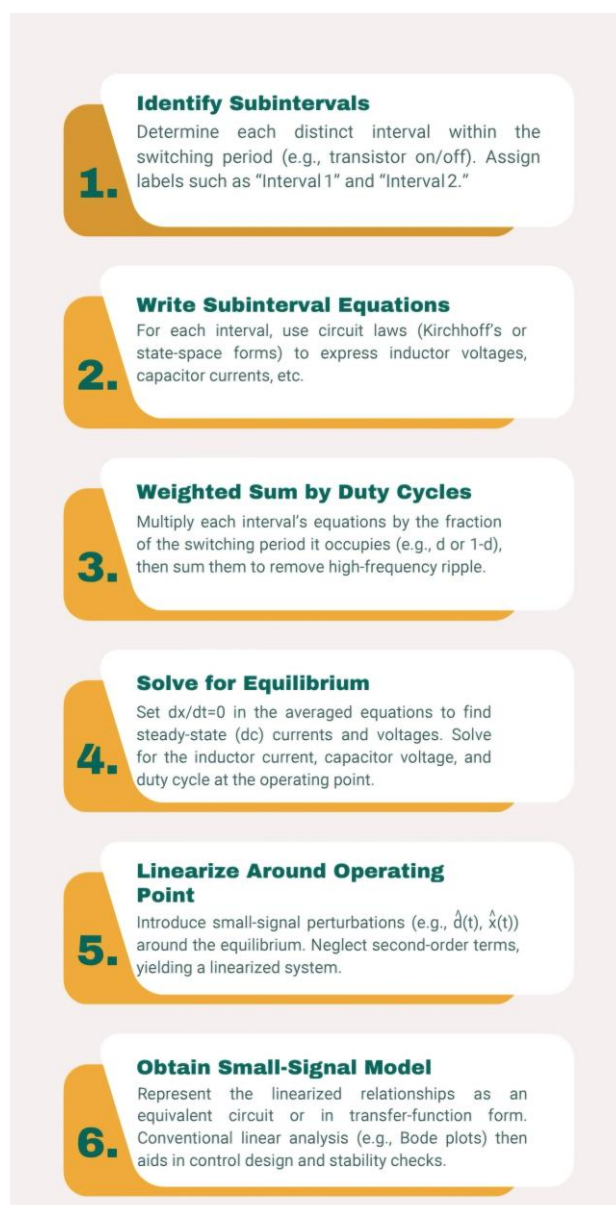 1.
Identify Subintervals
Determine each distinct interval within the
switching period (e.g., transistor on/off). Assign
labels such as “Interval 1” and “Interval 2.”
2.
Write Subinterval Equations
For each interval, use circuit laws (Kirchhoff’s or
state-space forms) to express inductor voltages,
capacitor currents, etc.
3.
Weighted Sum by Duty Cycles
Multiply each interval’s equations by the fraction
of the switching period it occupies (e.g., d or 1-d),
then sum them to remove high-frequency ripple.
4.
Solve for Equilibrium
Set dx/dt=0 in the averaged equations to find
steady-state (dc) currents and voltages. Solve
for the inductor current, capacitor voltage, and
duty cycle at the operating point.
5.
Linearize Around Operating
Point
Introduce small-signal perturbations (e.g., d̂(t), x̂(t))
around the equilibrium. Neglect second-order terms,
yielding a linearized system.
6.
Obtain Small-Signal Model
Represent the linearized relationships as an
equivalent circuit or in transfer-function form.
Conventional linear analysis (e.g., Bode plots) then
aids in control design and stability checks.